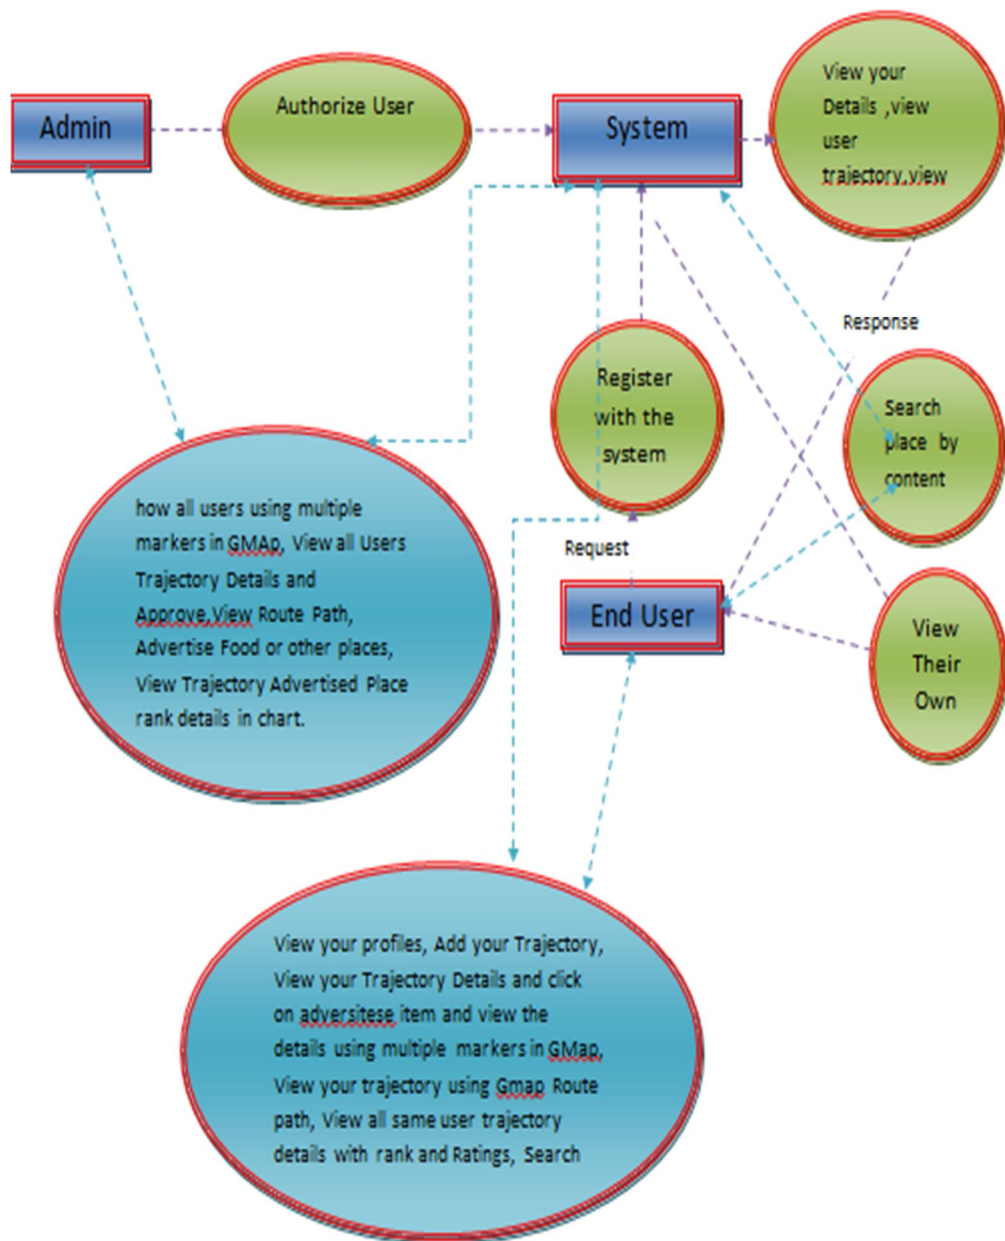 Admin
Authorize User
System
View your
Details ,view
user
trajectory,view
Response
Register
with the
system
Search
place by
content
how all users using multiple
markers in GMAp, View all Users
Trajectory Details and
Approve,View Route Path,
Advertise Food or other places,
View Trajectory Advertised Place
rank details in chart.
Request
End User
View
Their
Own
View your profiles, Add your Trajectory,
View your Trajectory Details and click
on adversitese item and view the
details using multiple markers in GMap,
View your trajectory using Gmap Route
path, View all same user trajectory
details with rank and Ratings, Search